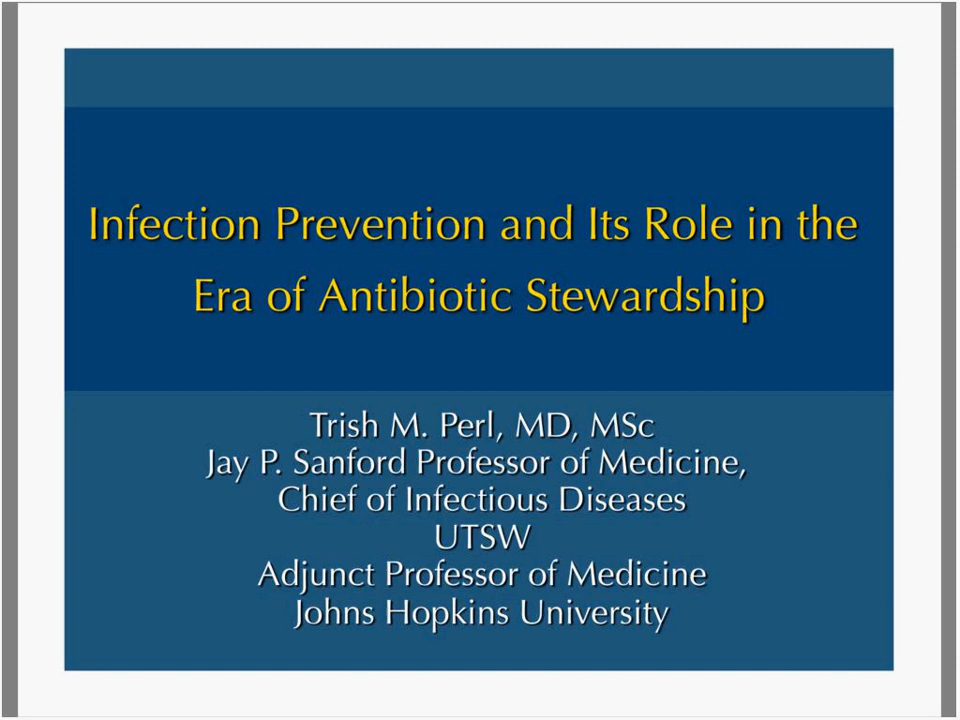 Infection Prevention and Its Role in the
Era of Antibiotic Stewardship
Trish M. Perl, MD, MSc
Jay P. Sanford Professor of Medicine,
Chief of Infectious Diseases
UTSW
Adjunct Professor of Medicine
Johns Hopkins University